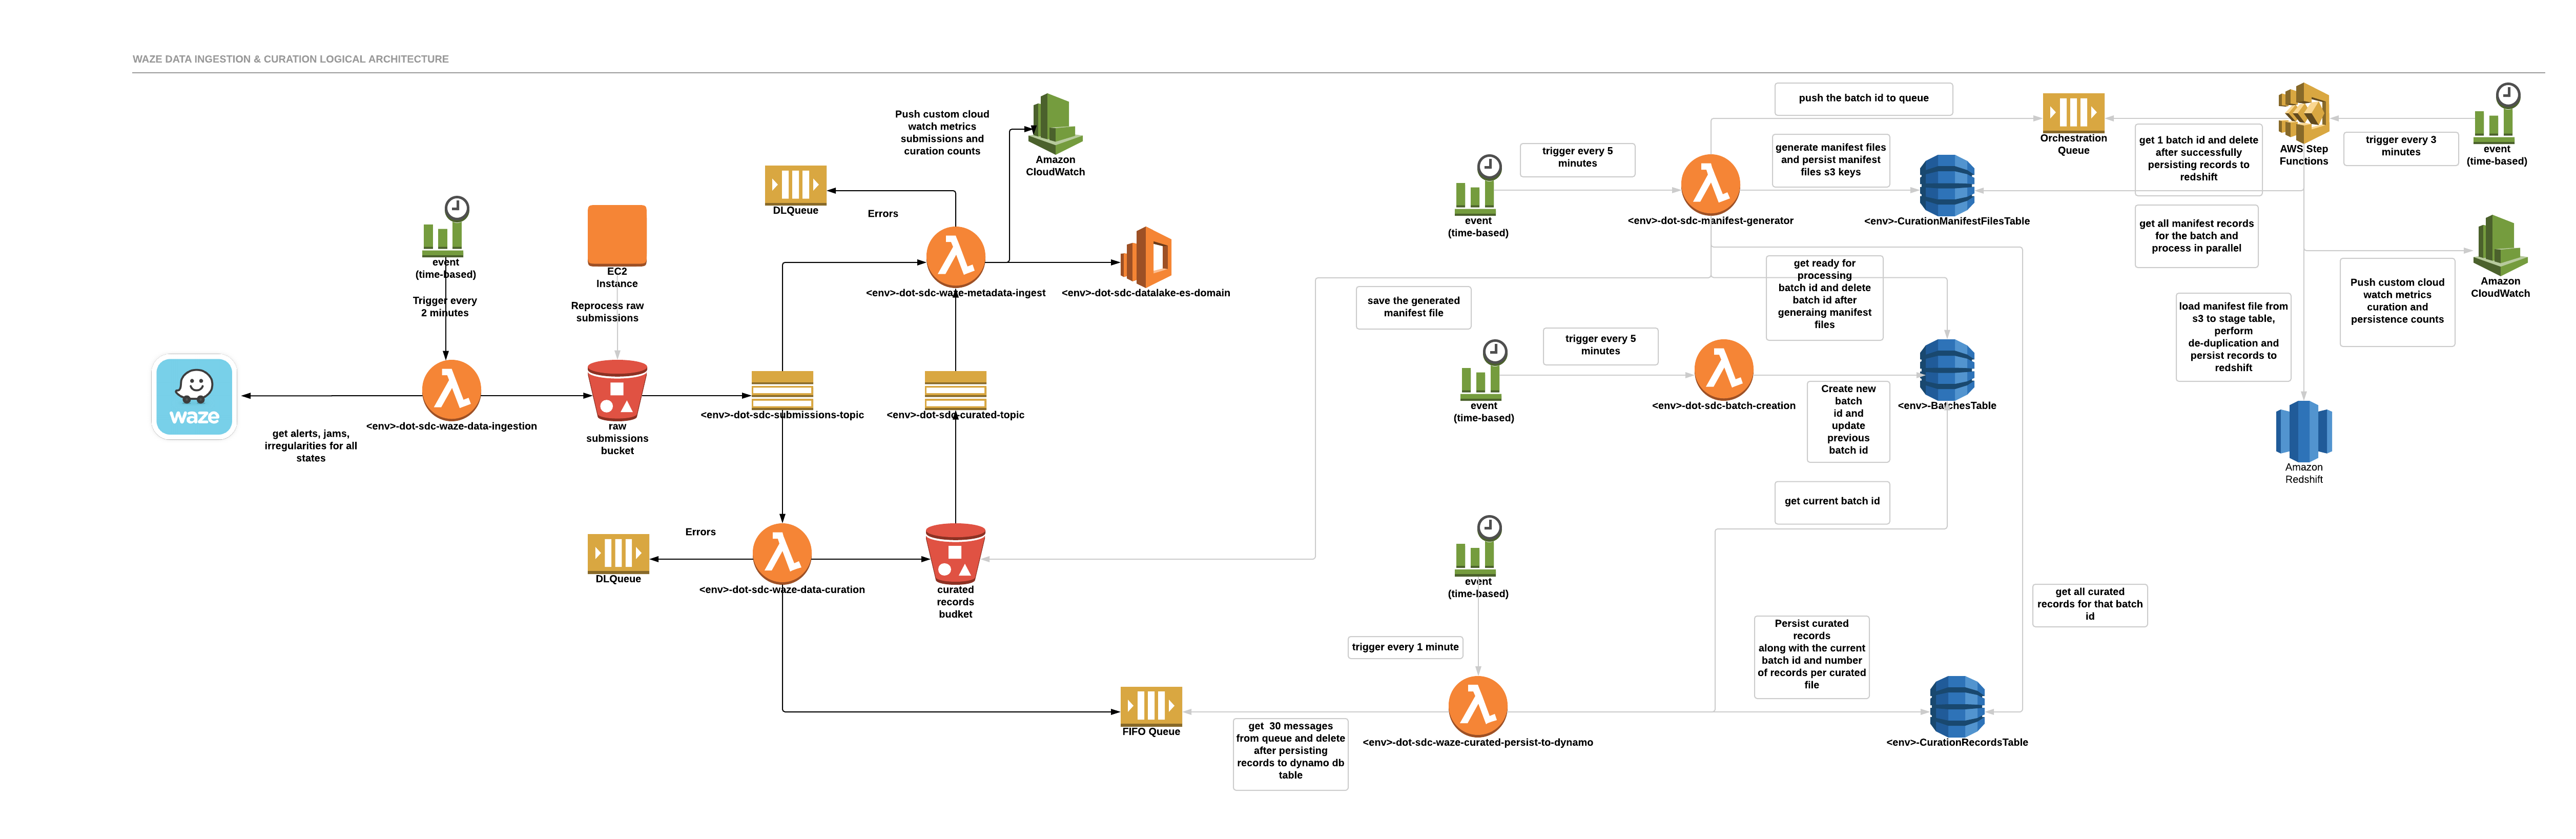 WAZE DATA INGESTION & CURATION LOGICAL ARCHITECTURE
waze
get alerts, jams,
irregularities for all
states
event
(time-based)
Trigger every
2 minutes
<env>-dot-sdc-waze-data-ingestion
EC2
Instance
Reprocess raw
submissions
raw
submissions
bucket
<env>-dot-sdc-submissions-topic
<env>-dot-sdc-curated-topic
DLQueue
Errors
Push custom cloud
watch metrics
submissions and
curation counts
Amazon
CloudWatch
<env>-dot-sdc-waze-metadata-ingest
<env>-dot-sdc-datalake-es-domain
DLQueue
Errors
<env>-dot-sdc-waze-data-curation
curated
records
budket
FIFO Queue
get  30 messages
from queue and delete
after persisting
records to dynamo db
table
event
(time-based)
trigger every 5
minutes
<env>-dot-sdc-manifest-generator
push the batch id to queue
generate manifest files
and persist manifest
files s3 keys
<env>-CurationManifestFilesTable
save the generated
manifest file
get ready for
processing
batch id and delete
batch id after
generaing manifest
files
event
(time-based)
trigger every 5
minutes
<env>-dot-sdc-batch-creation
Create new
batch
id and
update
previous
batch id
<env>-BatchesTable
get current batch id
event
(time-based)
trigger every 1 minute
<env>-dot-sdc-waze-curated-persist-to-dynamo
Persist curated
records
along with the current
batch id and number
of records per curated
file
<env>-CurationRecordsTable
get all curated
records for that batch
id
Orchestration
Queue
get 1 batch id and delete
after successfully
persisting records to
redshift
AWS Step
Functions
trigger every 3
minutes
event
(time-based)
get all manifest records
for the batch and
process in parallel
load manifest file from
s3 to stage table,
perform
de-duplication and
persist records to
redshift
Push custom cloud
watch metrics
curation and
persistence counts
Amazon
CloudWatch
Amazon
Redshift